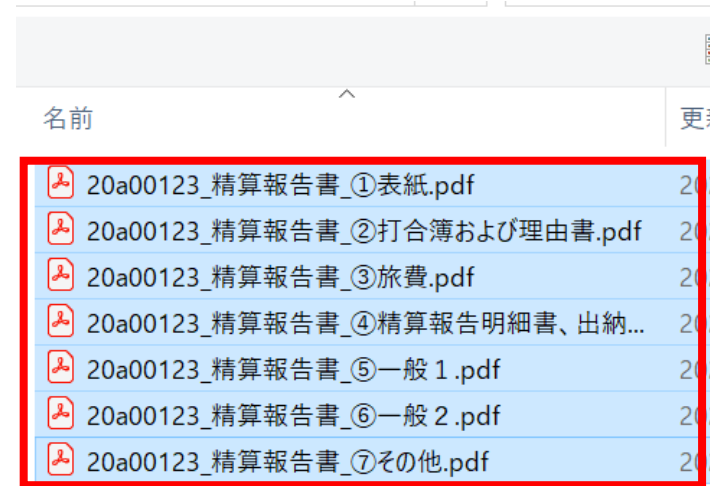 名前
20a00123_精算報告書_①表紙.pdf 20
20a00123_精算報告書_②打合簿および理由書.pdf 20
20a00123_精算報告書_③旅費.pdf 20
20a00123_精算報告書_④精算報告明細書、出納... 20
20a00123_精算報告書_⑤一般１.pdf 20
20a00123_精算報告書_⑥一般２.pdf 20
20a00123_精算報告書_⑦その他.pdf 20